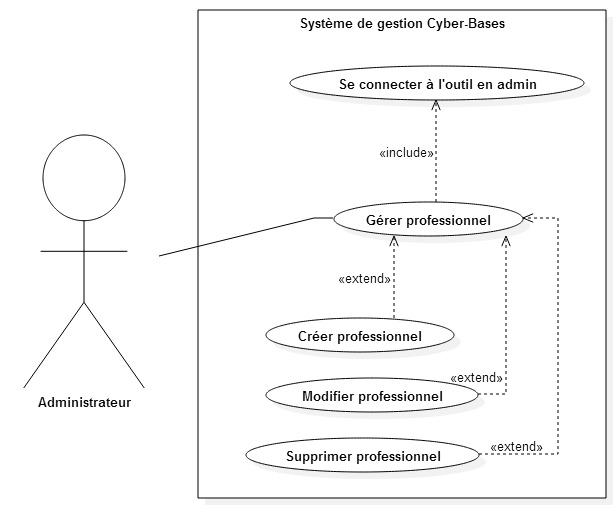 Système de gestion Cyber-Bases
Se connecter à l'outil en admin
«include»
Gérer professionnel
«extend»
Créer professionnel
«extend»
Modifier professionnel
Administrateur
«extend»
Supprimer professionnel